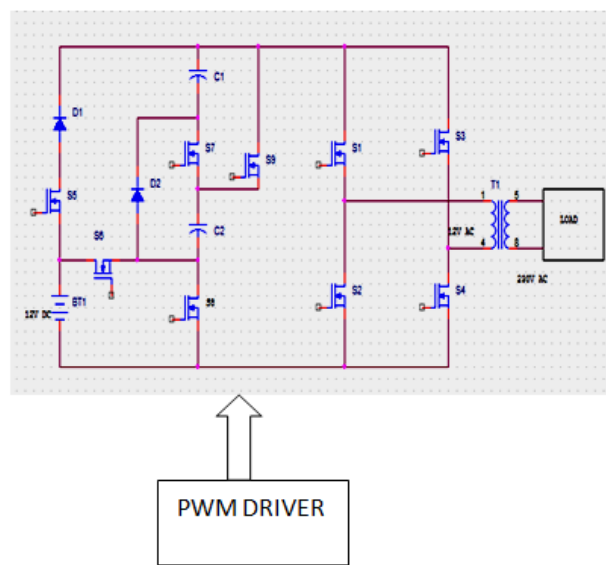 C1
D1
S7
S9
S1
S3
D2
T1
S5
1
5
C2
12V AC
LOAD
S6
4
8
230V AC
BT1
12V DC
S8
S2
S4
PWM DRIVER